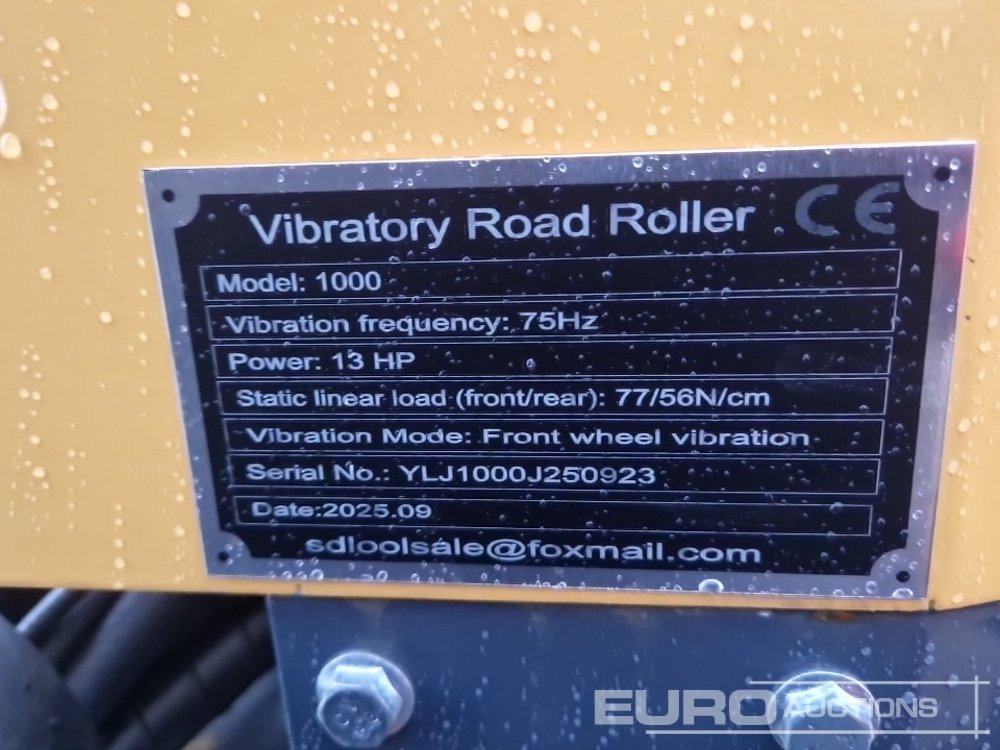 Vibratory Road Roller CE
Model: 1000
Vibration frequency: 75Hz
Power: 13 HP
Static linear load (front/rear): 77/56N/cm
Vibration Mode: Front wheel vibration
Serial No.: YLJ1000J250923
Date:2025.09
sdloolsale@foxmail.com
EURO AUCTIONS